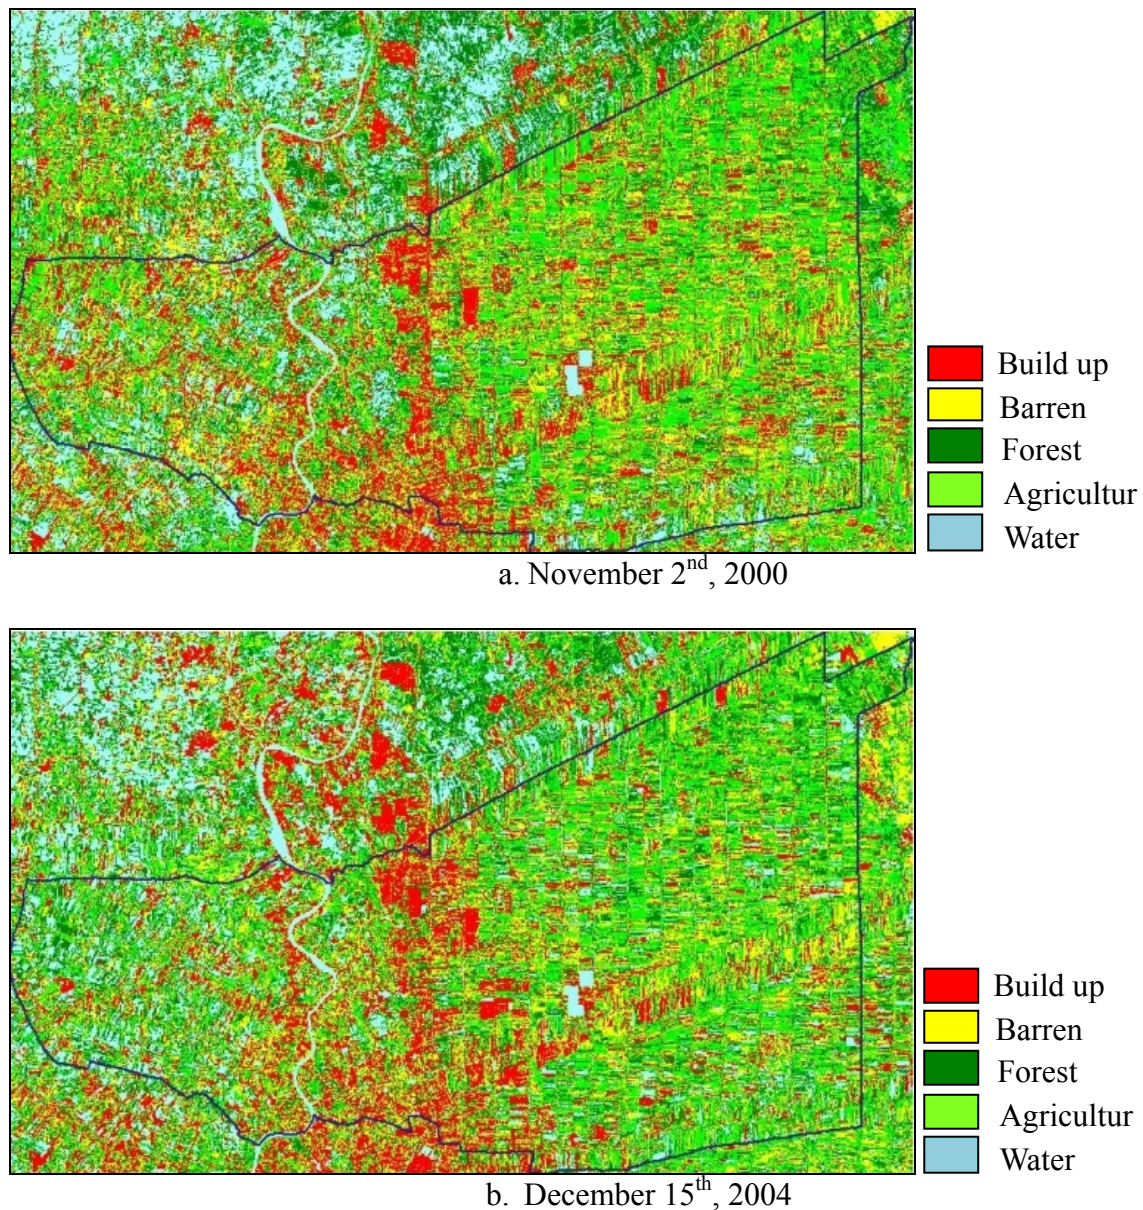 Build up
Barren
Forest
Agricultur
Water
a. November 2nd, 2000
Build up
Barren
Forest
Agricultur
Water
b. December 15th, 2004